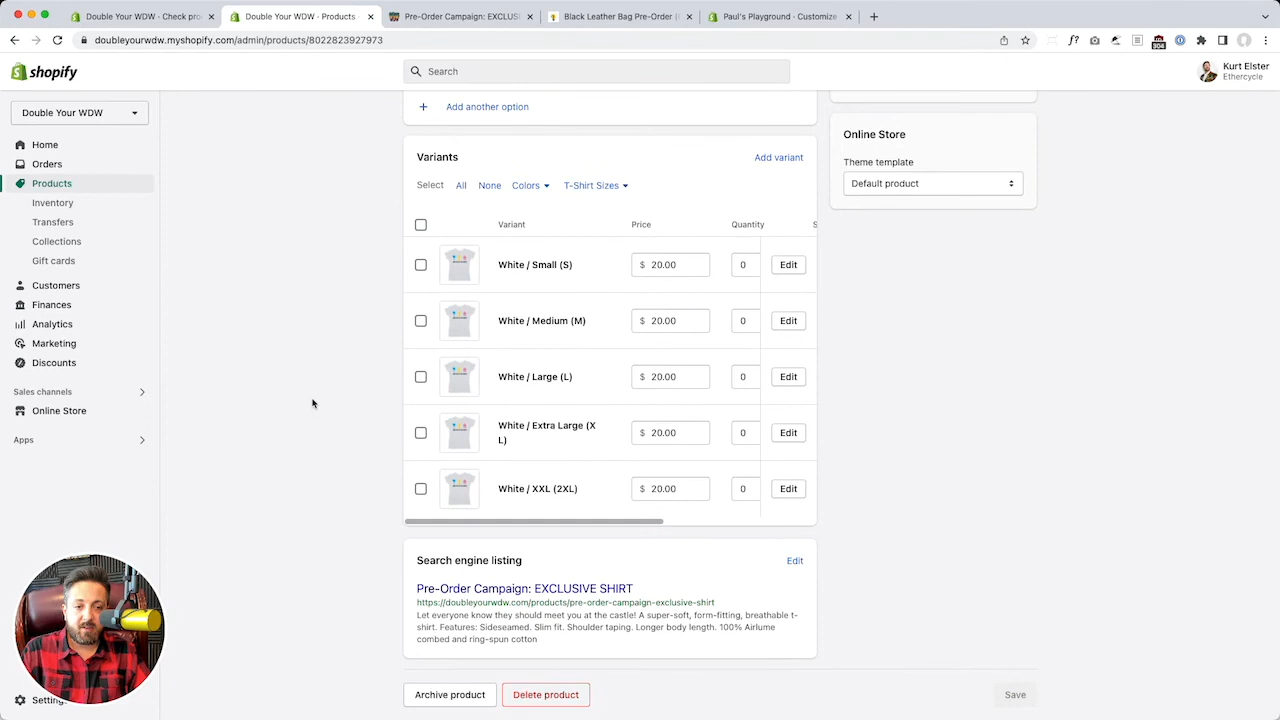 Double Your WDW · Check pro
Double Your WDW · Products ·
Pre-Order Campaign: EXCLUSI
Black Leather Bag Pre-Order (
Paul's Playground · Customize
doubleyourwdw.myshopify.com/admin/products/8022823927973
shopify
Search
Kurt Elster
Ethercycle
Double Your WDW
Home
Orders
Products
Inventory
Transfers
Collections
Gift cards
Customers
Finances
Analytics
Marketing
Discounts
Sales channels
Online Store
Apps
Setting
Add another option
Variants
Add variant
Select All None Colors T-Shirt Sizes
Variant Price Quantity S
White / Small (S) $ 20.00 0 Edit
White / Medium (M) $ 20.00 0 Edit
White / Large (L) $ 20.00 0 Edit
White / Extra Large (X
L) $ 20.00 0 Edit
White / XXL (2XL) $ 20.00 0 Edit
Search engine listing
Edit
Pre-Order Campaign: EXCLUSIVE SHIRT
https://doubleyourwdw.com/products/pre-order-campaign-exclusive-shirt
Let everyone know they should meet you at the castle! A super-soft, form-fitting, breathable t-
shirt. Features: Sideseamed. Slim fit. Shoulder taping. Longer body length. 100% Airlume
combed and ring-spun cotton
Archive product
Delete product
Save
Online Store
Theme template
Default product